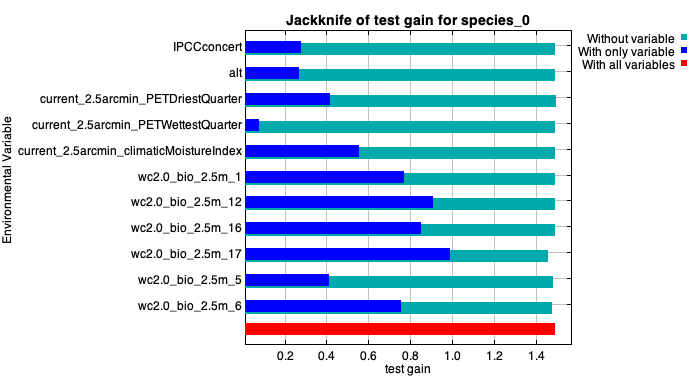 Jackknife of test gain for species_0
Without variable
With only variable
With all variables
Environmental Variable
IPCCconcert
alt
current_2.5arcmin_PETDriestQuarter
current_2.5arcmin_PETWettestQuarter
current_2.5arcmin_climaticMoistureIndex
wc2.0_bio_2.5m_1
wc2.0_bio_2.5m_12
wc2.0_bio_2.5m_16
wc2.0_bio_2.5m_17
wc2.0_bio_2.5m_5
wc2.0_bio_2.5m_6
0.2 0.4 0.6 0.8 1.0 1.2 1.4
test gain